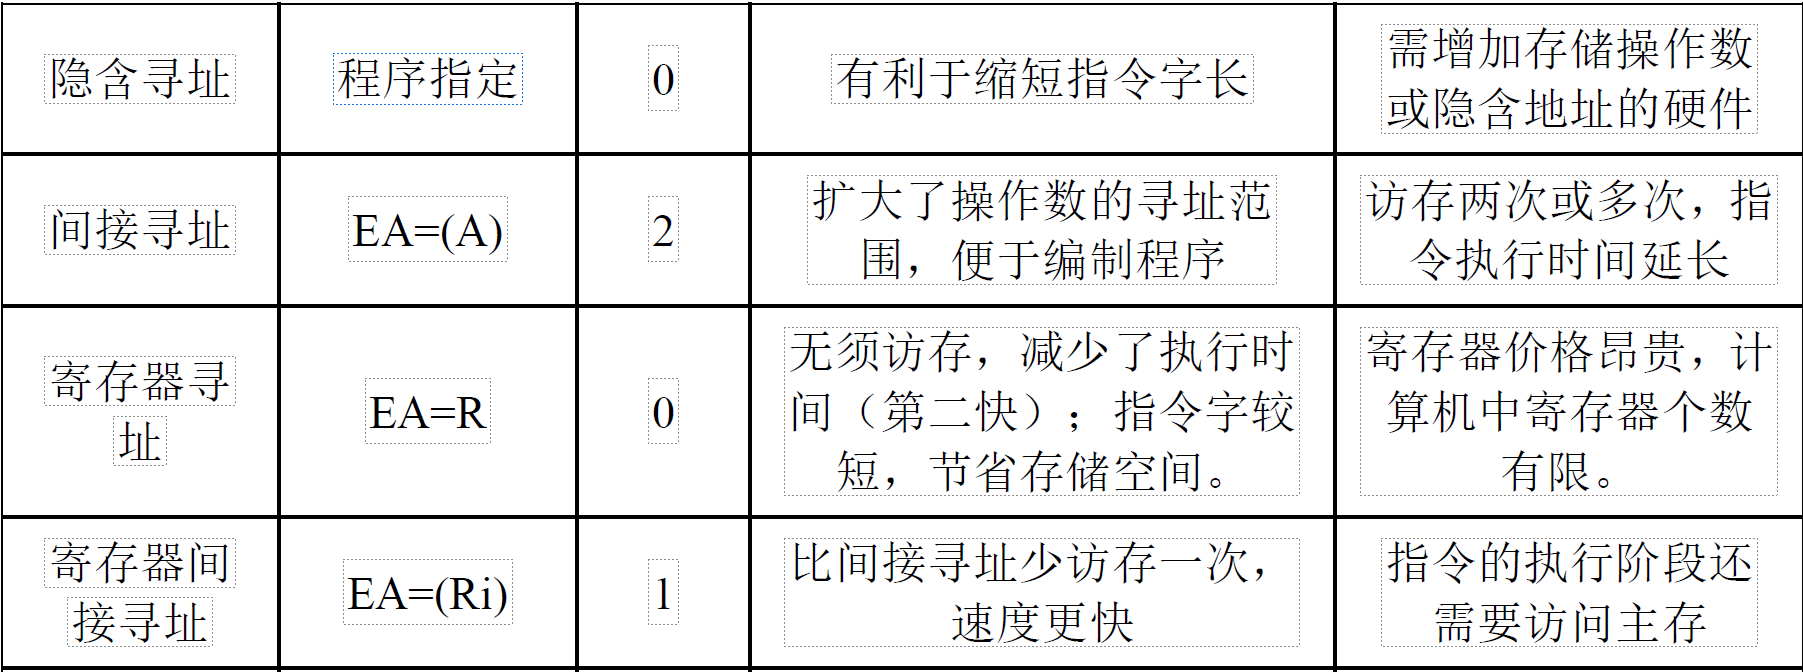 隐含寻址
程序指定
0
有利于缩短指令字长
需增加存储操作数
或隐含地址的硬件
间接寻址
EA=(A)
2
扩大了操作数的寻址范
围，便于编制程序
访存两次或多次，指
令执行时间延长
寄存器寻
址
EA=R
0
无须访存，减少了执行时
间（第二快）；指令字较
短，节省存储空间。
寄存器价格昂贵，计
算机中寄存器个数
有限。
寄存器间
接寻址
EA=(Ri)
1
比间接寻址少访存一次，
速度更快
指令的执行阶段还
需要访问主存